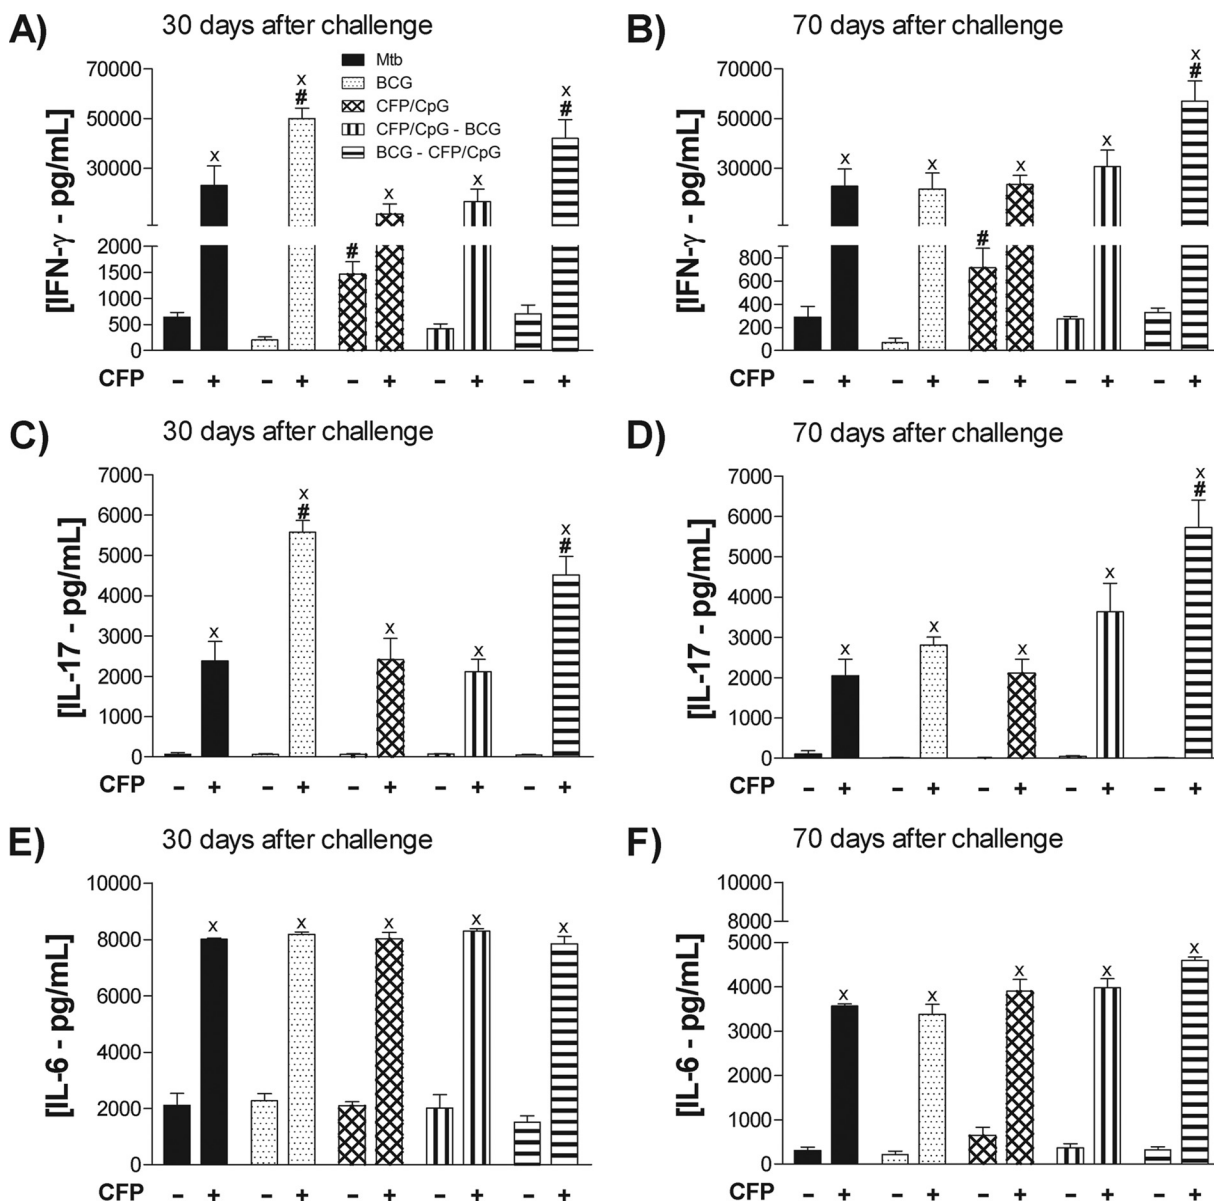 A) 30 days after challenge
[IFN-γ - pg/mL]
70000
50000
30000
2000
1500
1000
500
0
Mtb
BCG
CFP/CpG
CFP/CpG - BCG
BCG - CFP/CpG
x
x
#
#
x
x
x
#
CFP - + - + - + - + - +
B) 70 days after challenge
[IFN-γ - pg/mL]
70000
50000
30000
800
600
400
200
0
x
x
#
x
x
x
#
CFP - + - + - + - + - +
C) 30 days after challenge
[IL-17 - pg/mL]
7000
6000
5000
4000
3000
2000
1000
0
x
x
#
x
x
x
#
CFP - + - + - + - + - +
D) 70 days after challenge
[IL-17 - pg/mL]
7000
6000
5000
4000
3000
2000
1000
0
x
x
x
x
x
#
CFP - + - + - + - + - +
E) 30 days after challenge
[IL-6 - pg/mL]
10000
8000
6000
4000
2000
0
x
x
x
x
x
CFP - + - + - + - + - +
F) 70 days after challenge
[IL-6 - pg/mL]
10000
8000
5000
4000
3000
2000
1000
0
x
x
x
x
x
CFP - + - + - + - + - +